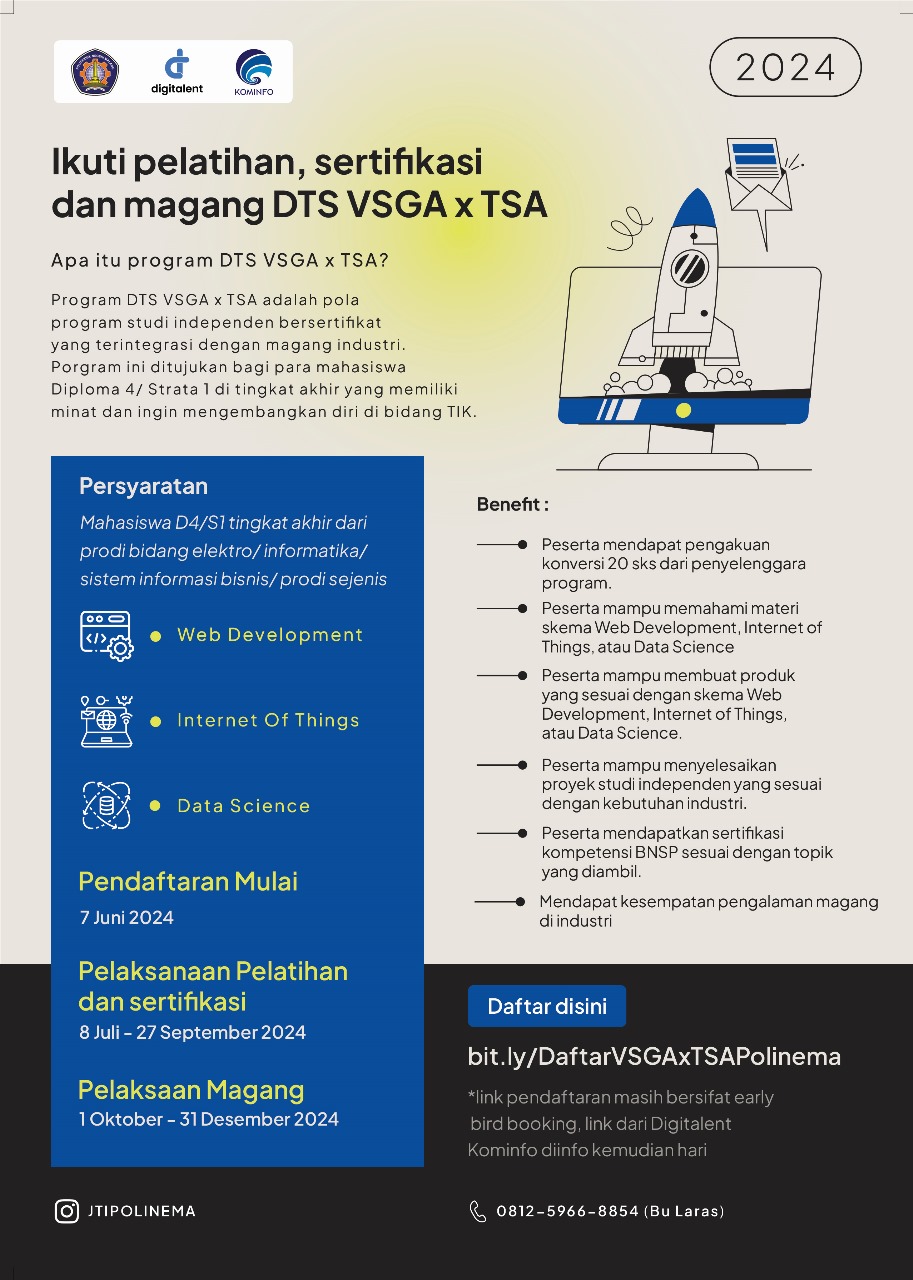 digitalent
KOMINFO
2024
Ikuti pelatihan, sertifikasi
dan magang DTS VSGA x TSA
Apa itu program DTS VSGA x TSA?
Program DTS VSGA x TSA adalah pola
program studi independen bersertifikat
yang terintegrasi dengan magang industri.
Porgram ini ditujukan bagi para mahasiswa
Diploma 4/ Strata 1 di tingkat akhir yang memiliki
minat dan ingin mengembangkan diri di bidang TIK.
Persyaratan
Mahasiswa D4/S1 tingkat akhir dari
prodi bidang elektro/ informatika/
sistem informasi bisnis/ prodi sejenis
Web Development
Internet Of Things
Data Science
Pendaftaran Mulai
7 Juni 2024
Pelaksanaan Pelatihan
dan sertifikasi
8 Juli - 27 September 2024
Pelaksaan Magang
1 Oktober - 31 Desember 2024
Benefit :
Peserta mendapat pengakuan
konversi 20 sks dari penyelenggara
program.
Peserta mampu memahami materi
skema Web Development, Internet of
Things, atau Data Science
Peserta mampu membuat produk
yang sesuai dengan skema Web
Development, Internet of Things,
atau Data Science.
Peserta mampu menyelesaikan
proyek studi independen yang sesuai
dengan kebutuhan industri.
Peserta mendapatkan sertifikasi
kompetensi BNSP sesuai dengan topik
yang diambil.
Mendapat kesempatan pengalaman magang
di industri
Daftar disini
bit.ly/DaftarVSGAxTSAPolinema
*link pendaftaran masih bersifat early
bird booking, link dari Digitalent
Kominfo diinfo kemudian hari
JTIPOLINEMA
0812-5966-8854 (Bu Laras)